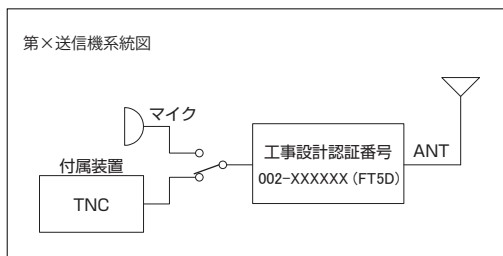 第×送信機系統図
マイク
付属装置
TNC
工事設計認証番号
002-XXXXXX (FT5D)
ANT